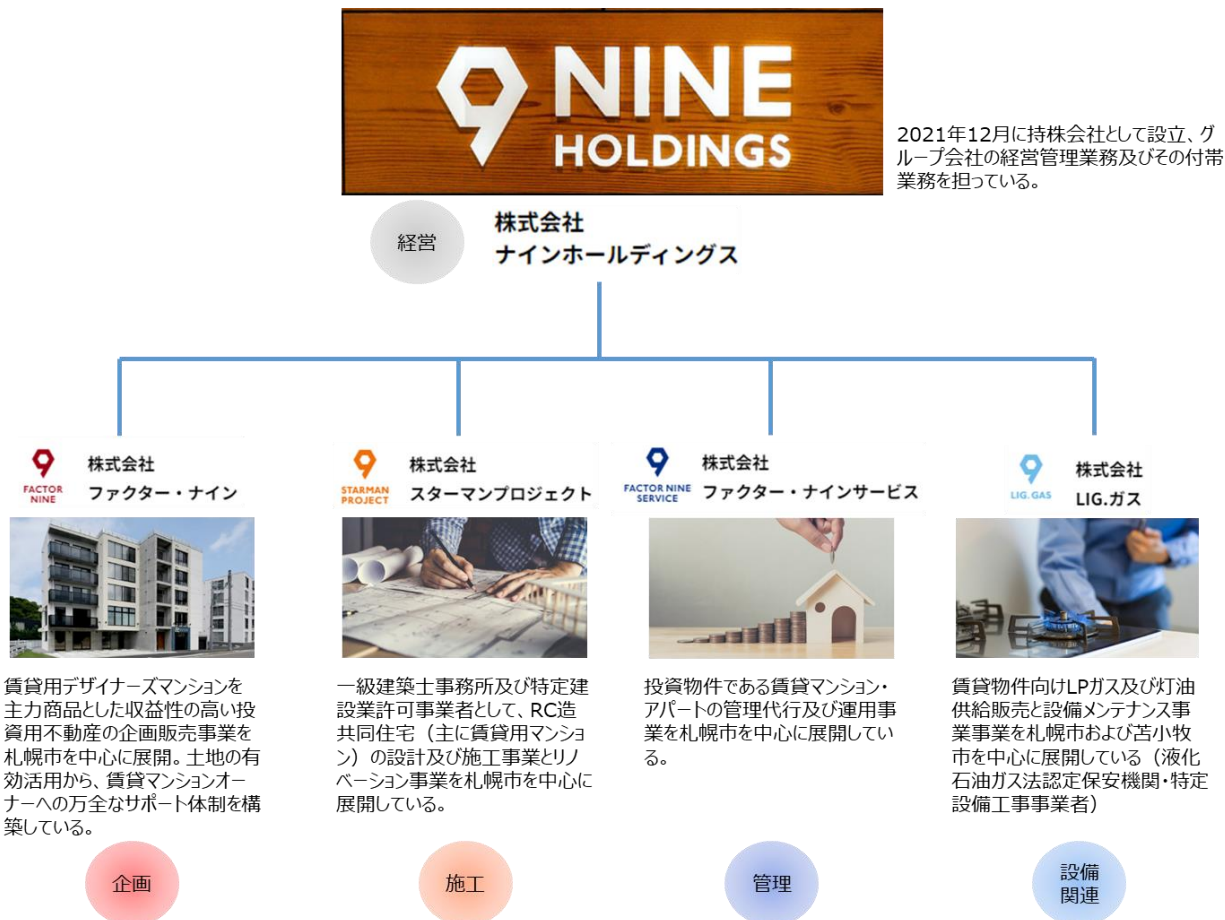 9 NINE
HOLDINGS
2021年12月に持株会社として設立、グ
ループ会社の経営管理業務及びその付帯
業務を担っている。
経営
株式会社
ナインホールディングス
9
FACTOR
NINE
株式会社
ファクター・ナイン
9
STARMAN
PROJECT
株式会社
スターマンプロジェクト
9
FACTOR NINE
SERVICE
株式会社
ファクター・ナインサービス
9
LIG.GAS
株式会社
LIG.ガス
賃貸用デザイナーズマンションを
主力商品とした収益性の高い投
資用不動産の企画販売事業を
札幌市を中心に展開。土地の有
効活用から、賃貸マンションオー
ナーへの万全なサポート体制を構
築している。
企画
一級建築士事務所及び特定建
設業許可事業者として、RC造
共同住宅(主に賃貸用マンショ
ン)の設計及び施工事業とリノ
ベーション事業を札幌市を中心に
展開している。
施工
投資物件である賃貸マンション・
アパートの管理代行及び運用事
業を札幌市を中心に展開してい
る。
管理
賃貸物件向けLPガス及び灯油
供給販売と設備メンテナンス事
業事業を札幌市および苫小牧
市を中心に展開している(液化
石油ガス法認定保安機関・特定
設備工事事業者)
設備
関連